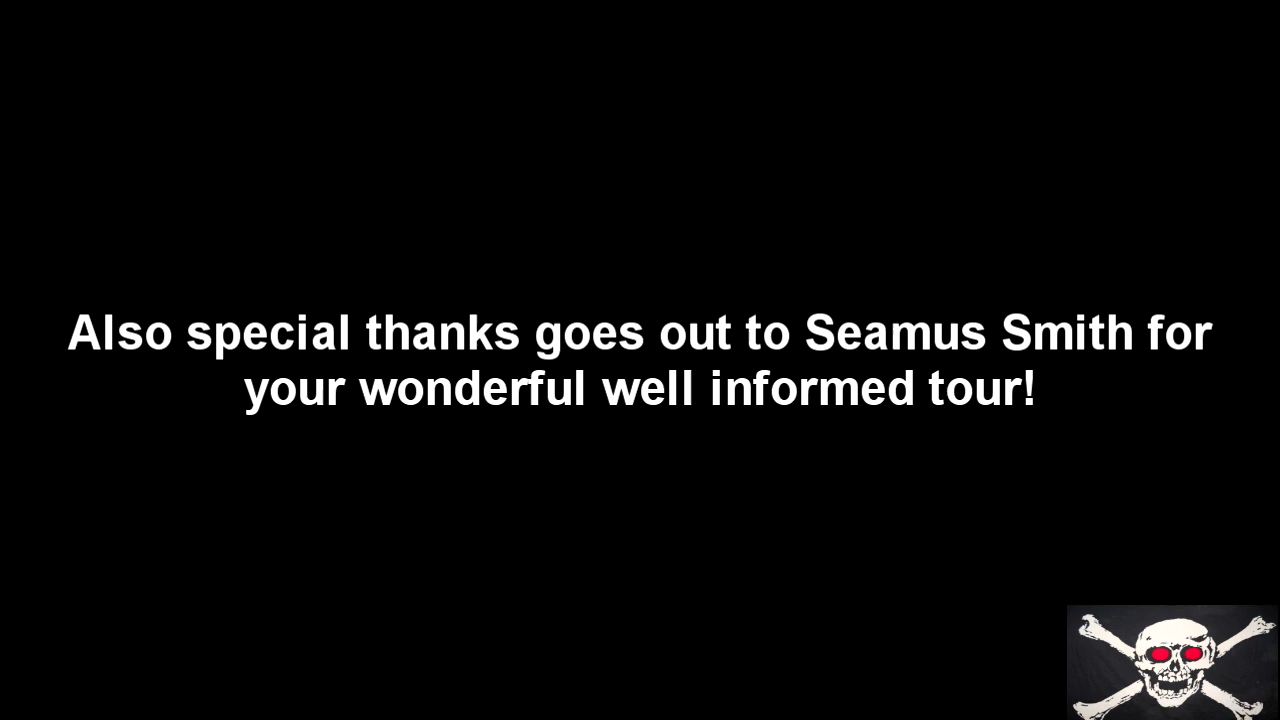 Also special thanks goes out to Seamus Smith for
your wonderful well informed tour!